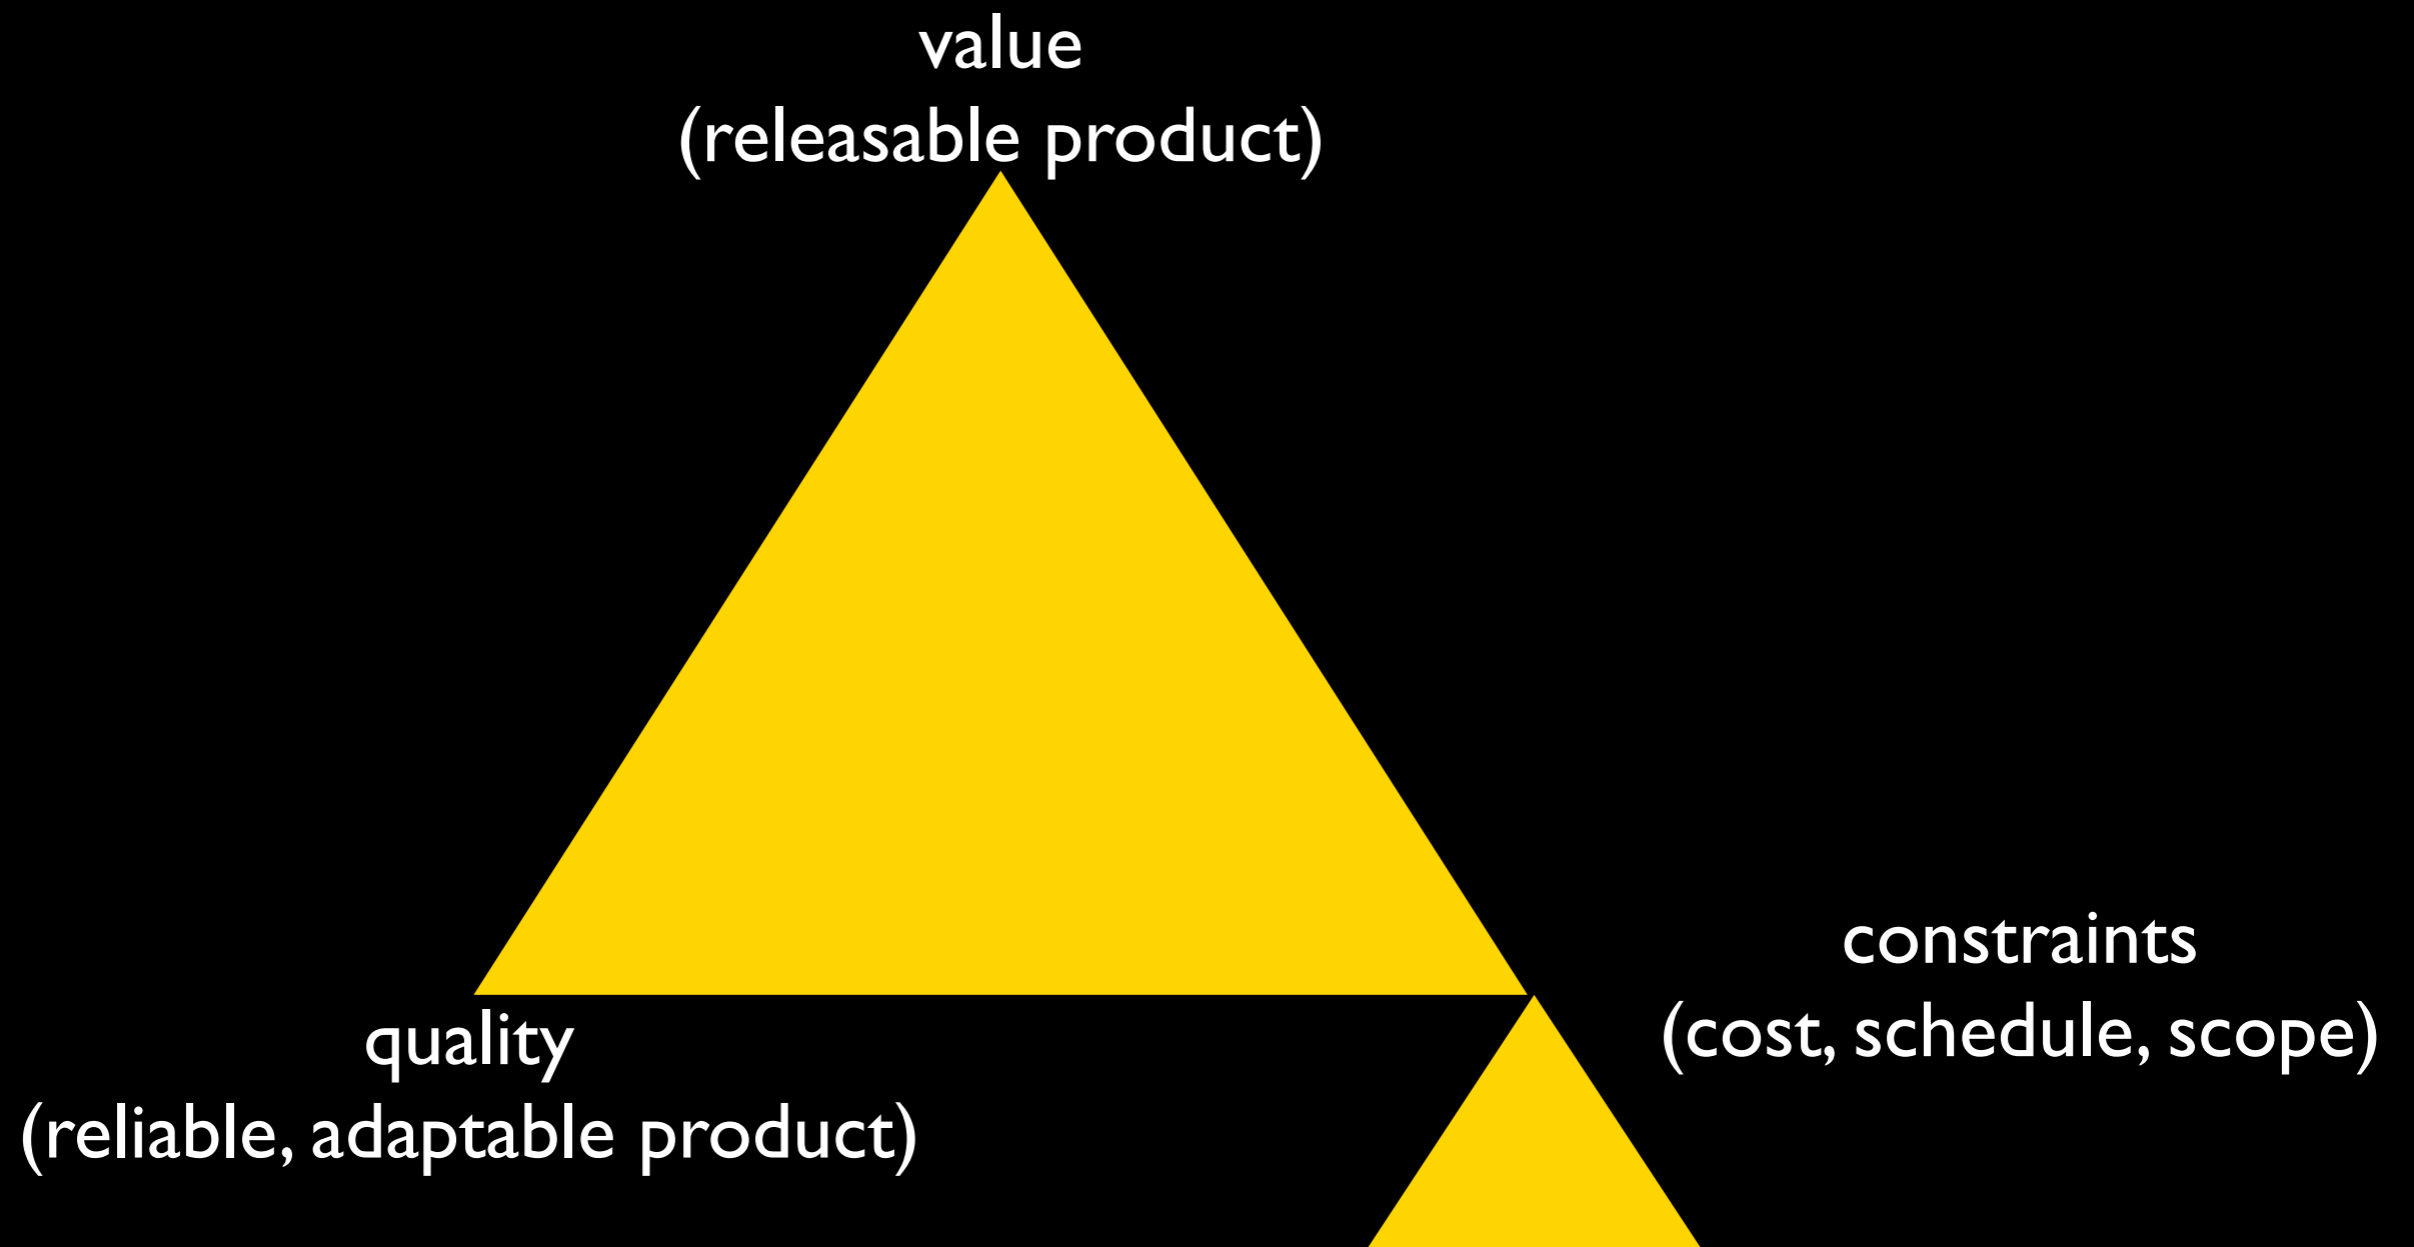 value
(releasable product)
constraints
(cost, schedule, scope)
quality
(reliable, adaptable product)